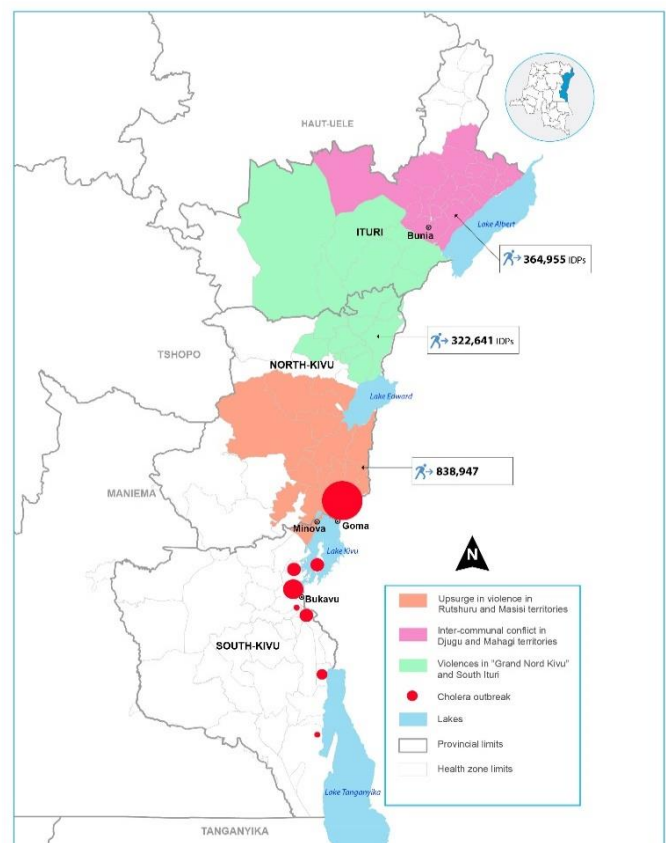 HAUT-UELE
Lake Albert
ITURI
Bunia
364,955 IDPs
322,641 IDPs
TSHOPO
NORTH-KIVU
Lake Edward
838,947
MANIEMA
Minova
Goma
Lake Kivu
N
Bukavu
SOUTH-KIVU
Upsurge in violence in
Rutshuru and Masisi territories
Inter-communal conflict in
Djugu and Mahagi territories
Violences in "Grand Nord Kivu"
and South Ituri
Cholera outbreak
Lakes
Provincial limits
Health zone limits
Lake Tanganyika
TANGANYIKA